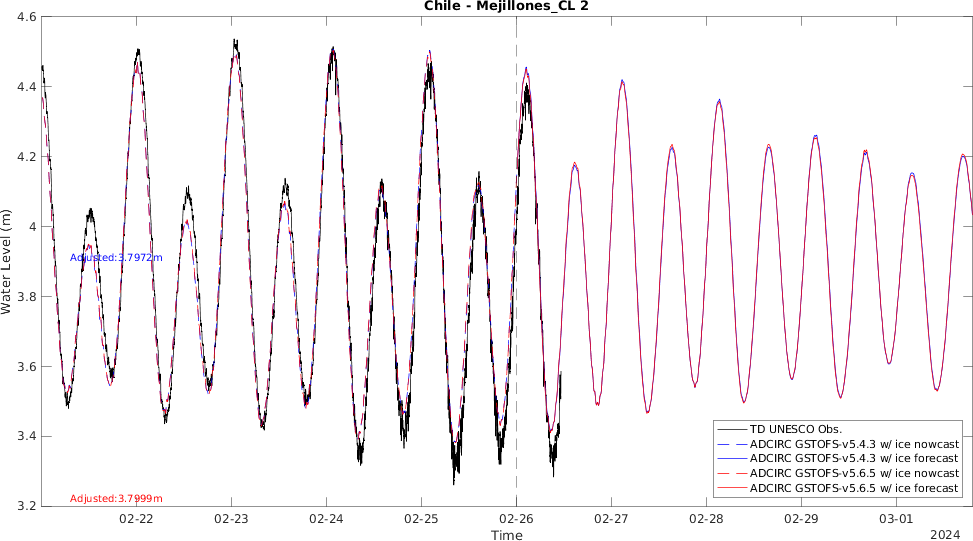 Chile - Mejillones_CL 2
4.6
4.4
4.2
4
3.8
3.6
3.4
3.2
Water Level (m)
Adjusted:3.7972m
Adjusted:3.7999m
TD UNESCO Obs.
ADCIRC GSTOFS-v5.4.3 w/ ice nowcast
ADCIRC GSTOFS-v5.4.3 w/ ice forecast
ADCIRC GSTOFS-v5.6.5 w/ ice nowcast
ADCIRC GSTOFS-v5.6.5 w/ ice forecast
02-22 02-23 02-24 02-25 02-26 02-27 02-28 02-29 03-01
Time
2024